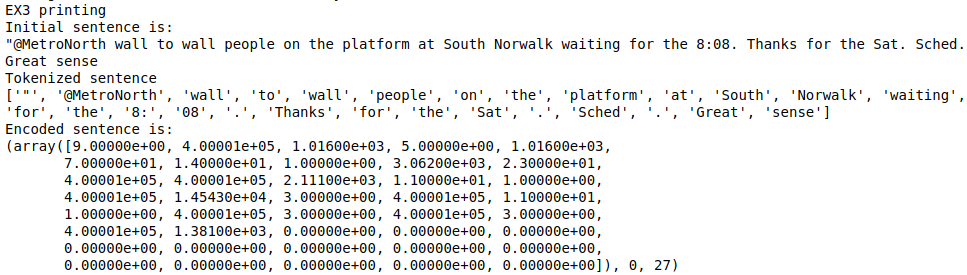 EX3 printing
Initial sentence is:
"@MetroNorth wall to wall people on the platform at South Norwalk waiting for the 8:08. Thanks for the Sat. Sched.
Great sense
Tokenized sentence
['"', '@MetroNorth', 'wall', 'to', 'wall', 'people', 'on', 'the', 'platform', 'at', 'South', 'Norwalk', 'waiting',
'for', 'the', '8:', '08', '.', 'Thanks', 'for', 'the', 'Sat', '.', 'Sched', '.', 'Great', 'sense']
Encoded sentence is:
(array([9.00000e+00, 4.00001e+05, 1.01600e+03, 5.00000e+00, 1.01600e+03,
7.00000e+01, 1.40000e+01, 1.00000e+00, 3.06200e+03, 2.30000e+01,
4.00001e+05, 4.00001e+05, 2.11100e+03, 1.10000e+01, 1.00000e+00,
4.00001e+05, 1.45430e+04, 3.00000e+00, 4.00001e+05, 1.10000e+01,
1.00000e+00, 4.00001e+05, 3.00000e+00, 4.00001e+05, 3.00000e+00,
4.00001e+05, 1.38100e+03, 0.00000e+00, 0.00000e+00, 0.00000e+00,
0.00000e+00, 0.00000e+00, 0.00000e+00, 0.00000e+00, 0.00000e+00,
0.00000e+00, 0.00000e+00, 0.00000e+00, 0.00000e+00, 0.00000e+00]), 0, 27)